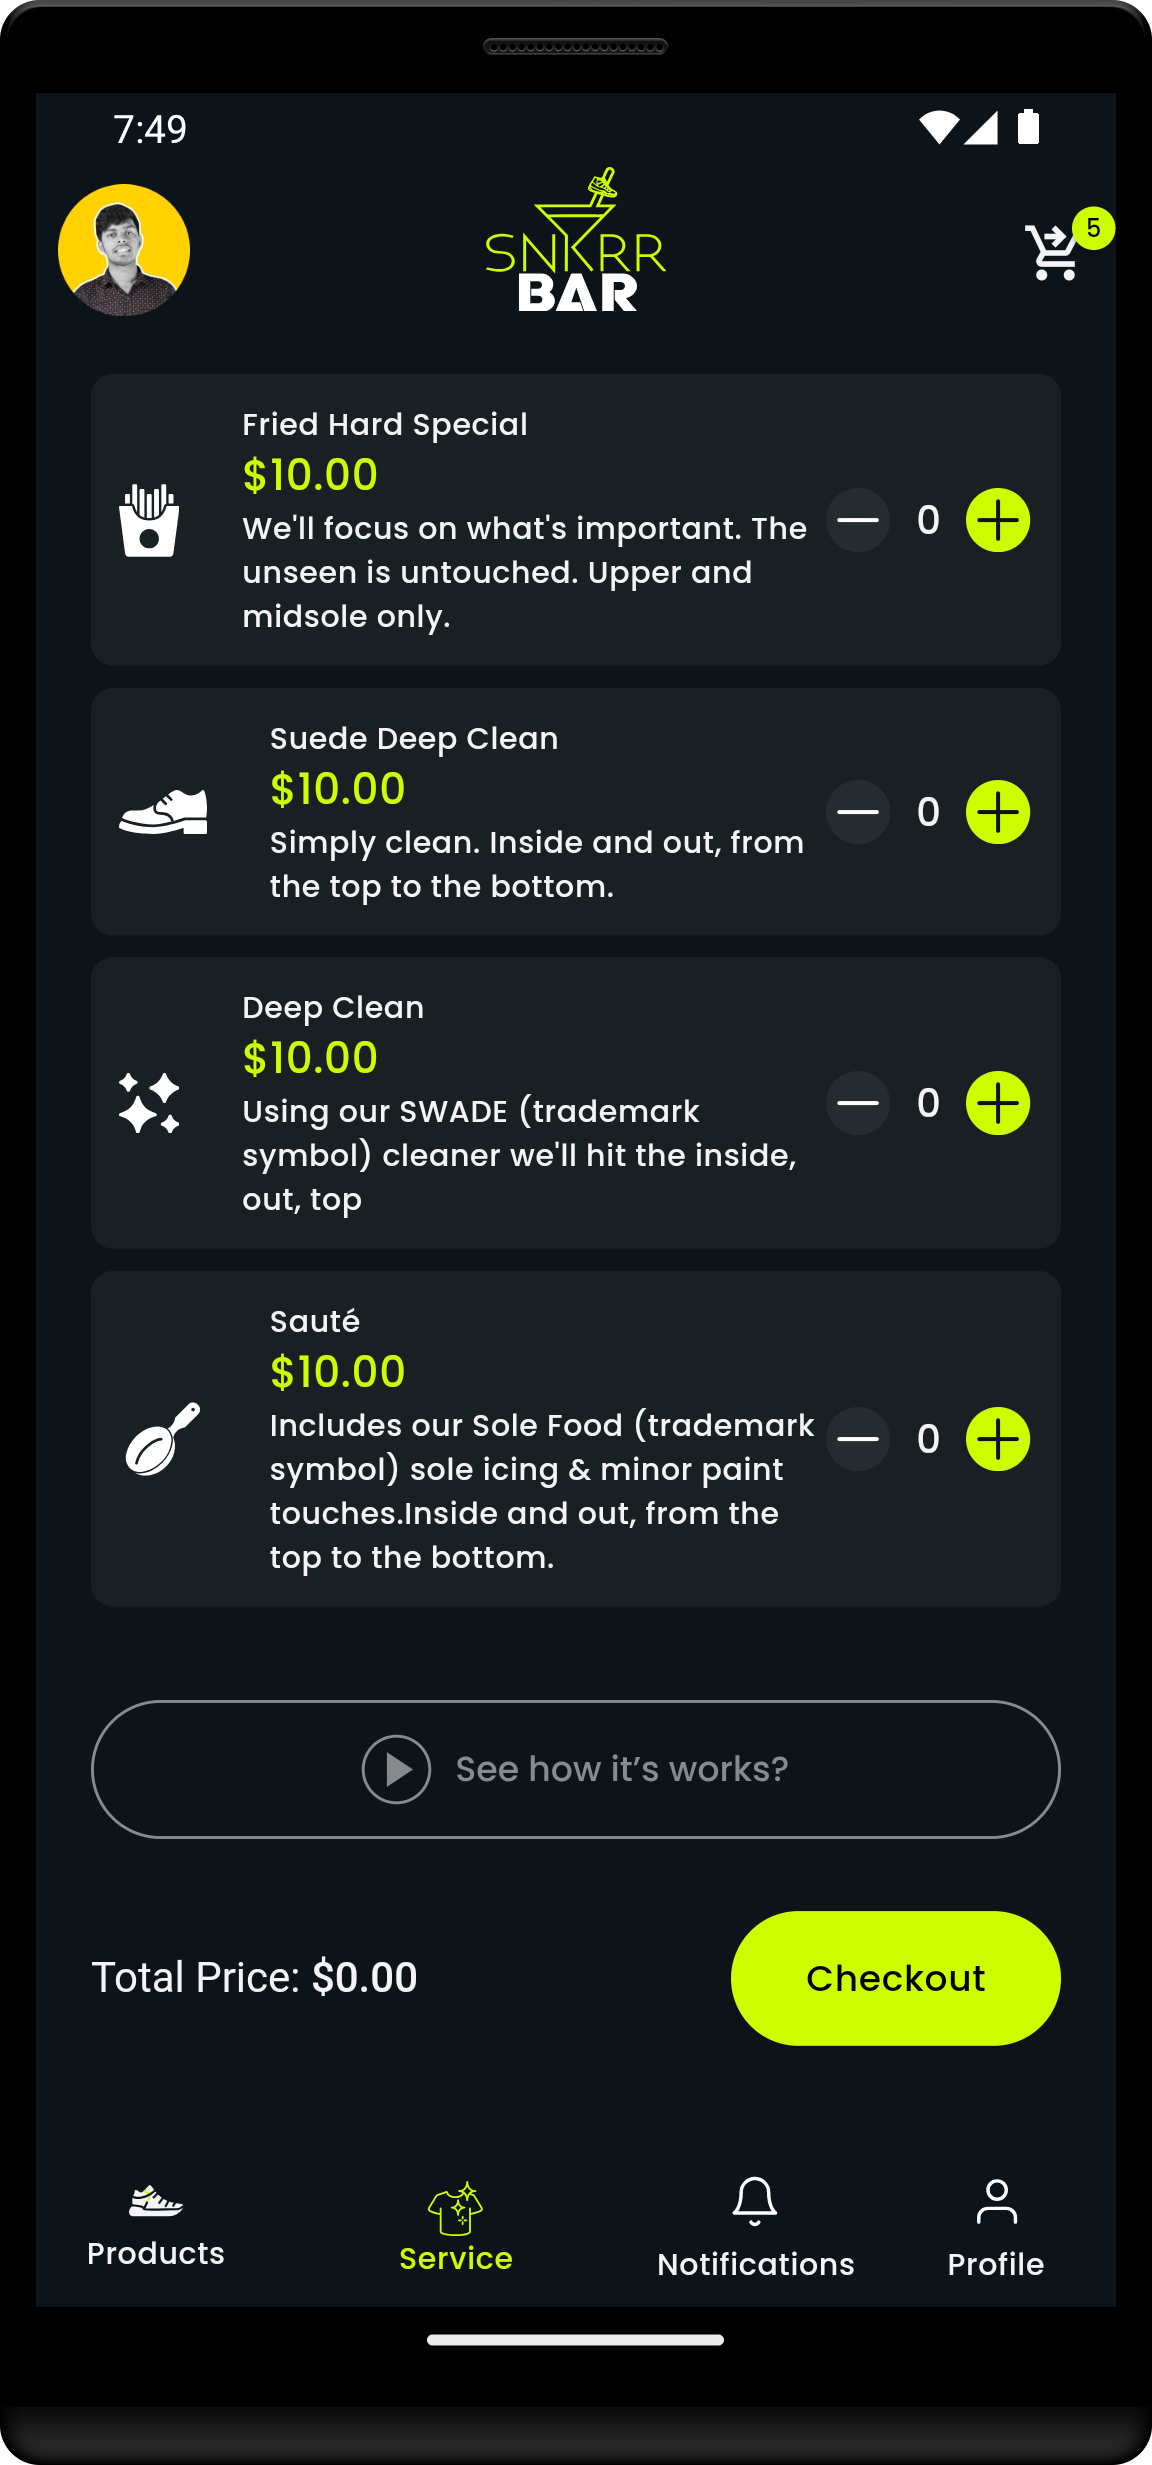 7:49
SNKRR
BAR
5
Fried Hard Special
$10.00
We'll focus on what's important. The
unseen is untouched. Upper and
midsole only.
0
Suede Deep Clean
$10.00
Simply clean. Inside and out, from
the top to the bottom.
0
Deep Clean
$10.00
Using our SWADE (trademark
symbol) cleaner we'll hit the inside,
out, top
0
Sauté
$10.00
Includes our Sole Food (trademark
symbol) sole icing & minor paint
touches.Inside and out, from the
top to the bottom.
0
See how it’s works?
Total Price: $0.00
Checkout
Products
Service
Notifications
Profile